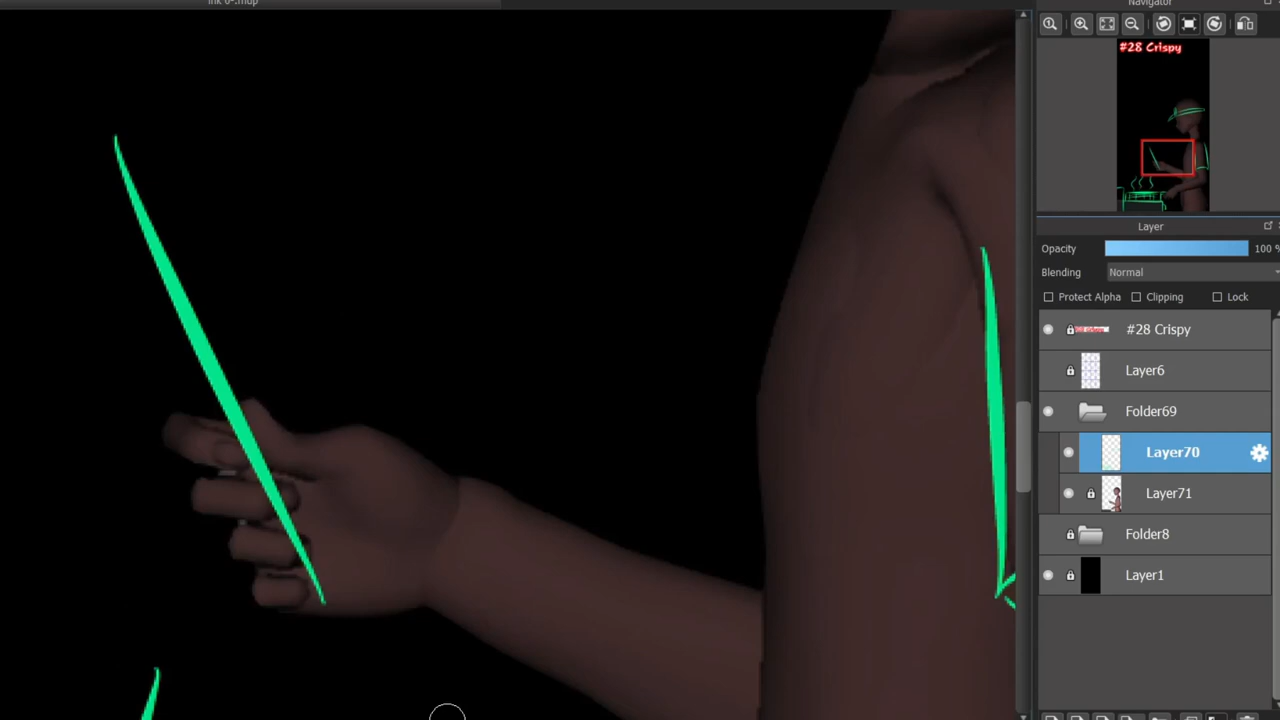 Ink 6-.mdp
Navigator
#28 Crispy
Layer
Opacity
100 %
Blending
Normal
Protect Alpha
Clipping
Lock
#28 Crispy
Layer6
Folder69
Layer70
Layer71
Folder8
Layer1